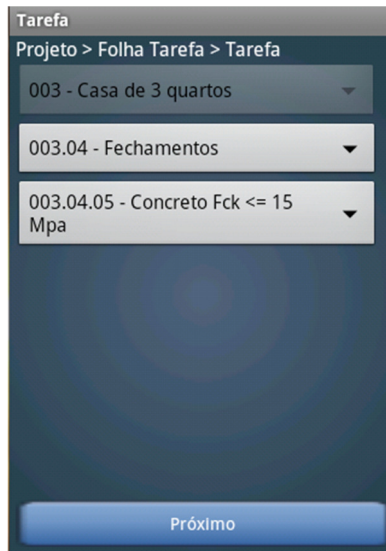 Tarefa
Projeto > Folha Tarefa > Tarefa
003 - Casa de 3 quartos
003.04 - Fechamentos
003.04.05 - Concreto Fck <= 15
Mpa
Próximo